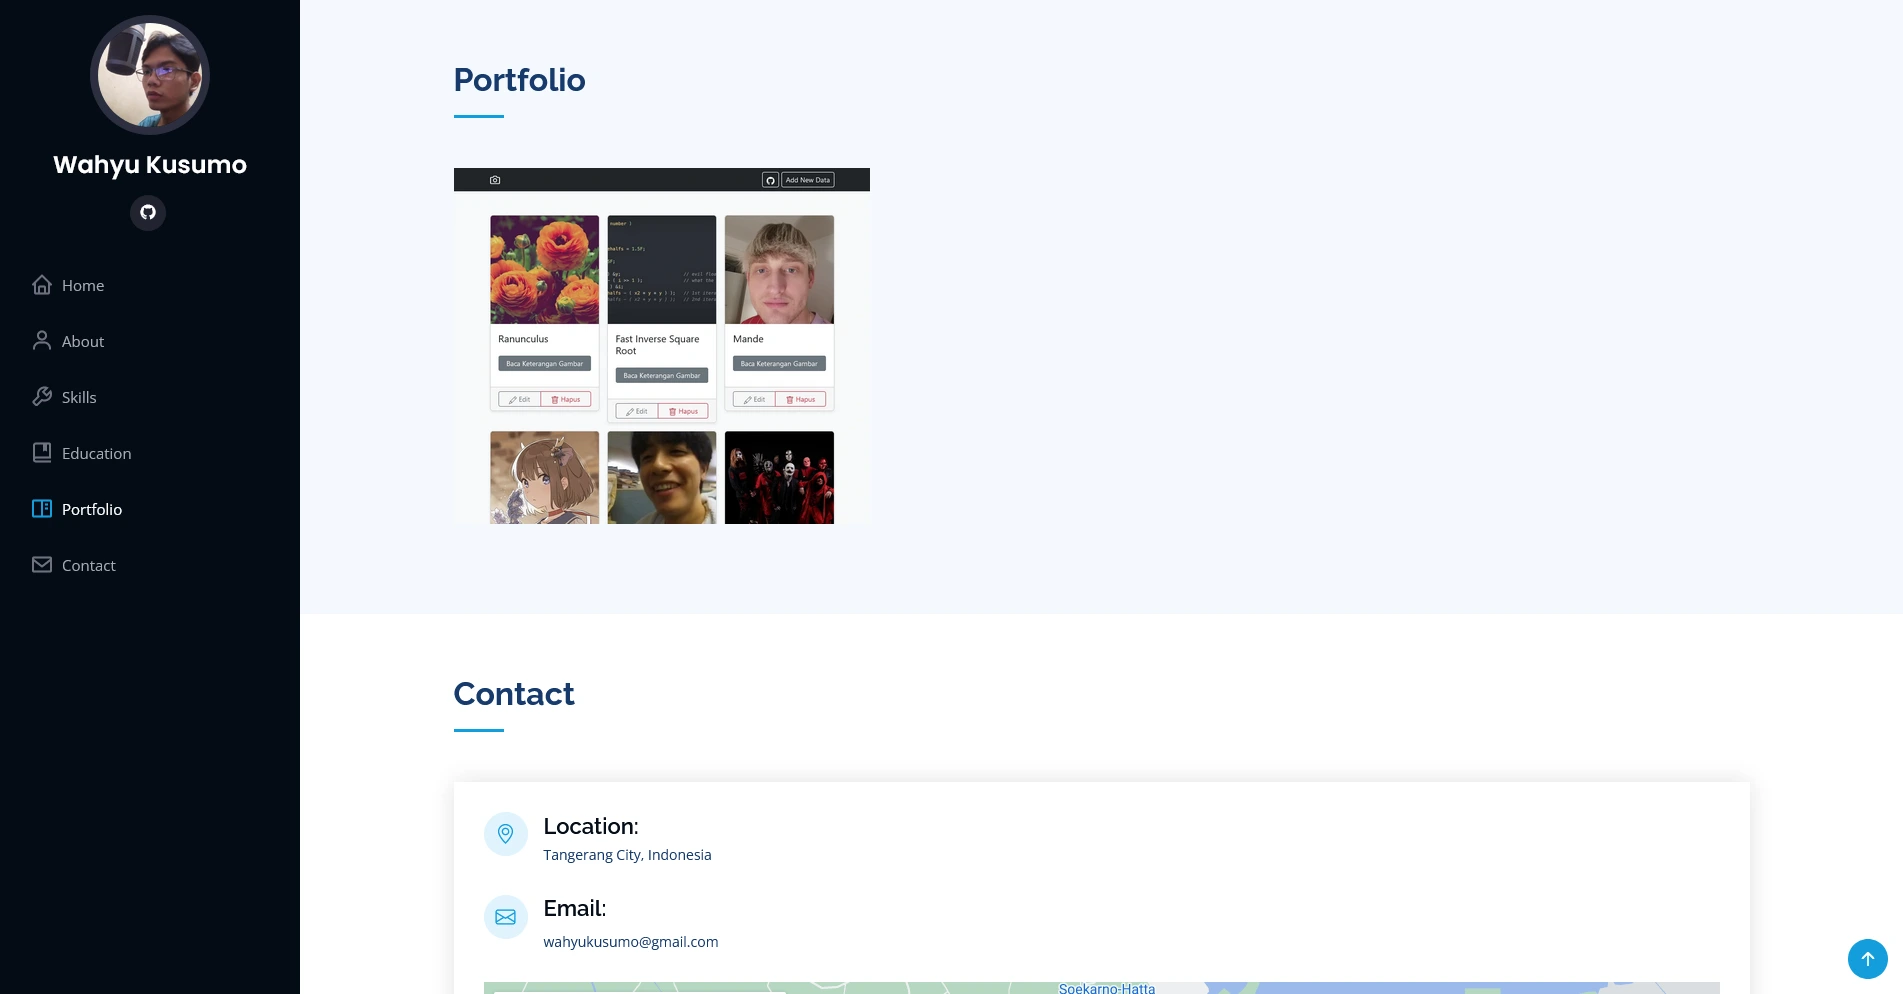 Wahyu Kusumo
Home
About
Skills
Education
Portfolio
Contact
Portfolio
Add New Data
number )
Ranunculus
Baca Keterangan Gambar
Edit
Hapus
Fast Inverse Square
Root
Baca Keterangan Gambar
Edit
Hapus
Mande
Baca Keterangan Gambar
Edit
Hapus
Contact
Location:
Tangerang City, Indonesia
Email:
wahyukusumo@gmail.com
Soekarno-Hatta